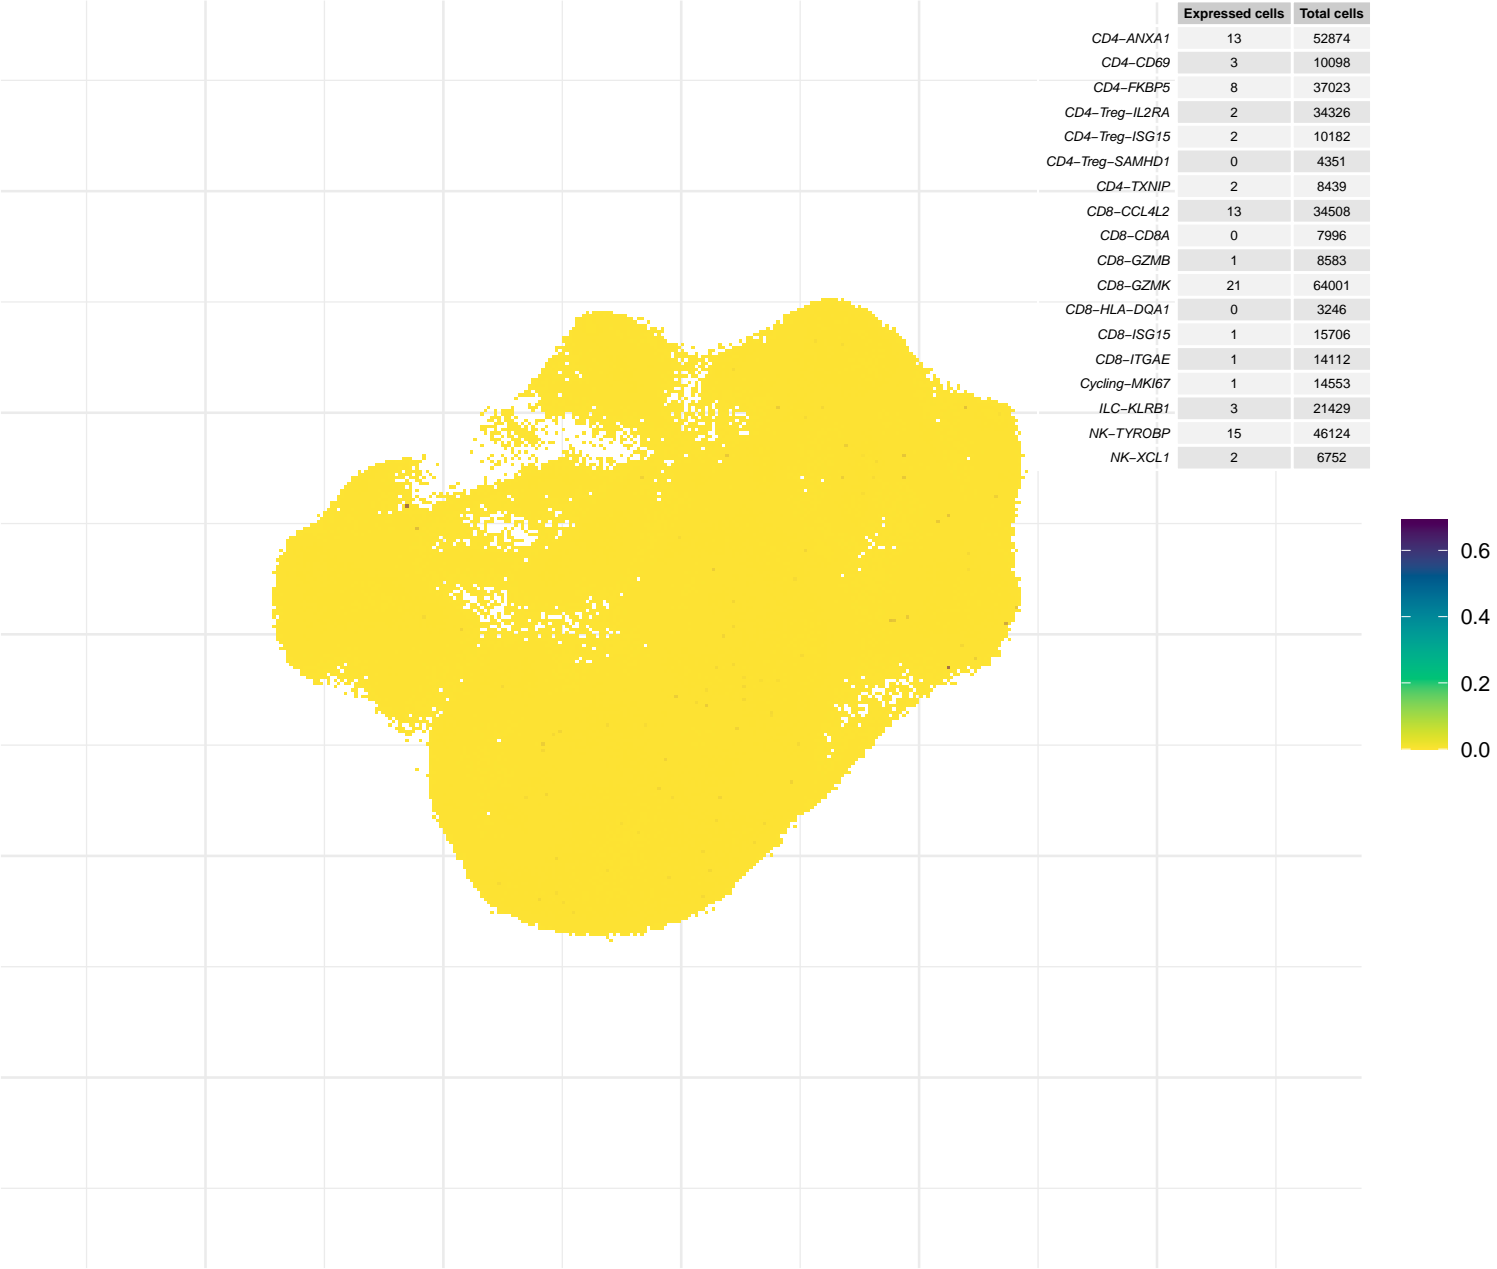 Expressed cells Total cells
CD4−ANXA1 13 52874
CD4−CD69 3 10098
CD4−FKBP5 8 37023
CD4−Treg−IL2RA 2 34326
CD4−Treg−ISG15 2 10182
CD4−Treg−SAMHD1 0 4351
CD4−TXNIP 2 8439
CD8−CCL4L2 13 34508
CD8−CD8A 0 7996
CD8−GZMB 1 8583
CD8−GZMK 21 64001
CD8−HLA−DQA1 0 3246
CD8−ISG15 1 15706
CD8−ITGAE 1 14112
Cycling−MKI67 1 14553
ILC−KLRB1 3 21429
NK−TYROBP 15 46124
NK−XCL1 2 6752
0.6
0.4
0.2
0.0